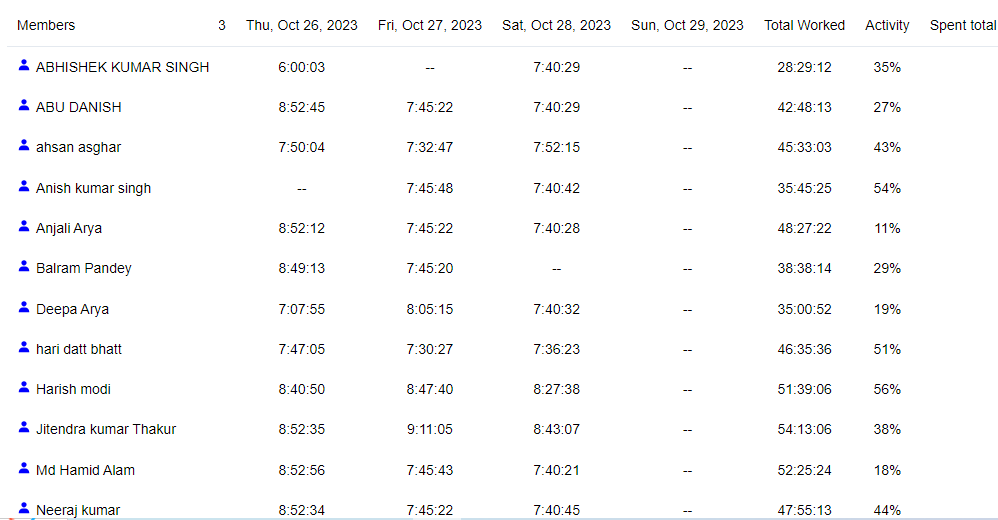 Members 3 Thu, Oct 26, 2023 Fri, Oct 27, 2023 Sat, Oct 28, 2023 Sun, Oct 29, 2023 Total Worked Activity Spent total
ABHISHEK KUMAR SINGH 6:00:03 -- 7:40:29 -- 28:29:12 35%
ABU DANISH 8:52:45 7:45:22 7:40:29 -- 42:48:13 27%
ahsan asghar 7:50:04 7:32:47 7:52:15 -- 45:33:03 43%
Anish kumar singh -- 7:45:48 7:40:42 -- 35:45:25 54%
Anjali Arya 8:52:12 7:45:22 7:40:28 -- 48:27:22 11%
Balram Pandey 8:49:13 7:45:20 -- -- 38:38:14 29%
Deepa Arya 7:07:55 8:05:15 7:40:32 -- 35:00:52 19%
hari datt bhatt 7:47:05 7:30:27 7:36:23 -- 46:35:36 51%
Harish modi 8:40:50 8:47:40 8:27:38 -- 51:39:06 56%
Jitendra kumar Thakur 8:52:35 9:11:05 8:43:07 -- 54:13:06 38%
Md Hamid Alam 8:52:56 7:45:43 7:40:21 -- 52:25:24 18%
Neeraj kumar 8:52:34 7:45:22 7:40:45 -- 47:55:13 44%